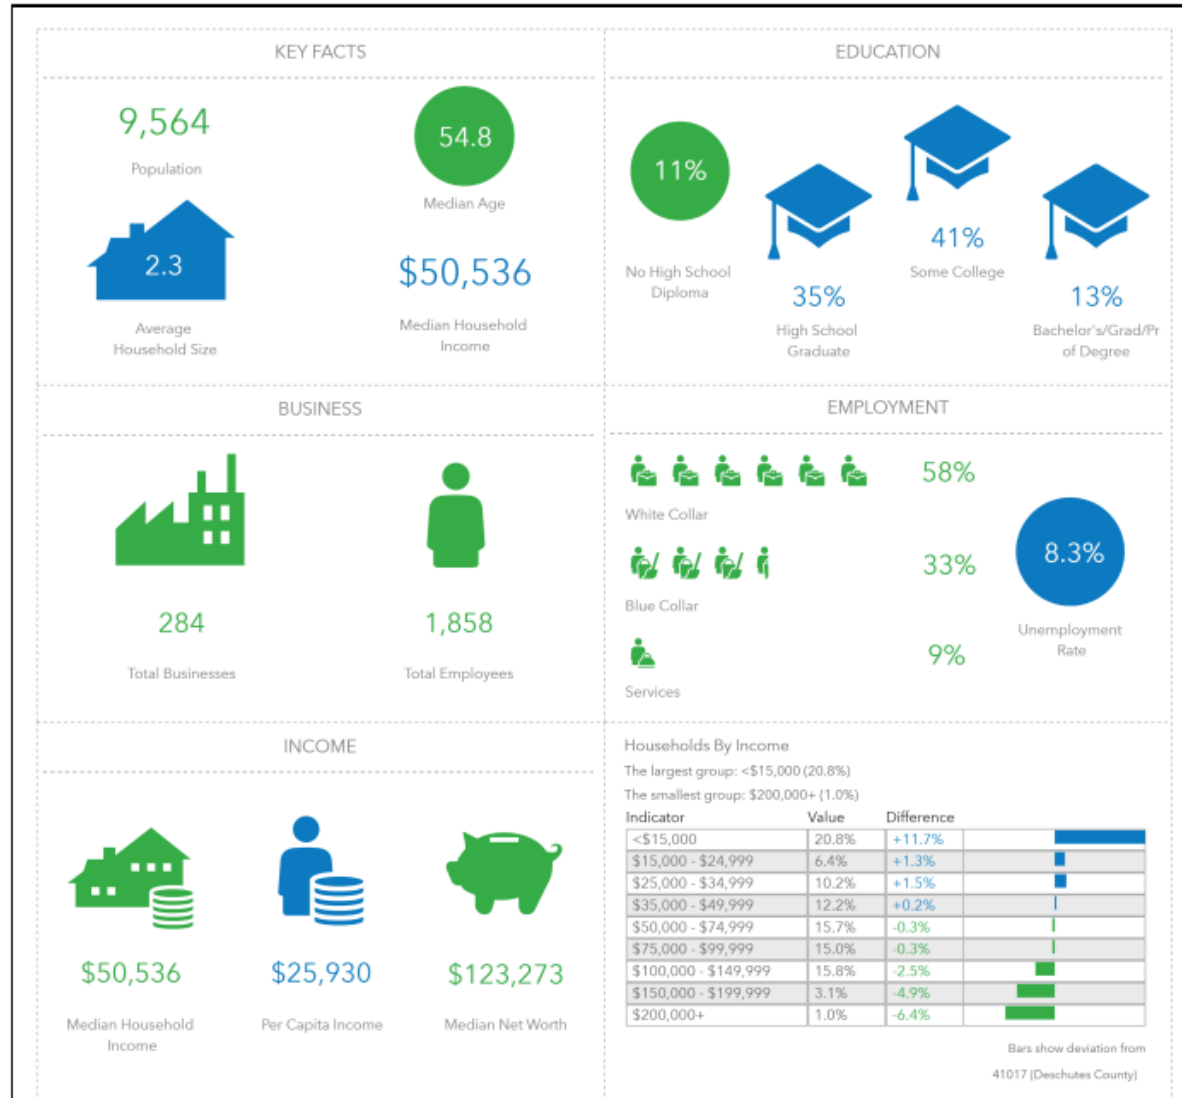 KEY FACTS
9,564
Population
54.8
Median Age
2.3
Average
Household Size
$50,536
Median Household
Income
EDUCATION
11%
No High School
Diploma
35%
High School
Graduate
41%
Some College
13%
Bachelor's/Grad/Pr
of Degree
BUSINESS
284
Total Businesses
1,858
Total Employees
EMPLOYMENT
58%
White Collar
33%
Blue Collar
9%
Services
8.3%
Unemployment
Rate
INCOME
$50,536
Median Household
Income
$25,930
Per Capita Income
$123,273
Median Net Worth
Households By Income
The largest group: <$15,000 (20.8%)
The smallest group: $200,000+ (1.0%)
Indicator Value Difference
<$15,000 20.8% +11.7%
$15,000 - $24,999 6.4% +1.3%
$25,000 - $34,999 10.2% +1.5%
$35,000 - $49,999 12.2% +0.2%
$50,000 - $74,999 15.7% -0.3%
$75,000 - $99,999 15.0% -0.3%
$100,000 - $149,999 15.8% -2.5%
$150,000 - $199,999 3.1% -4.9%
$200,000+ 1.0% -6.4%
Bars show deviation from
41017 (Deschutes County)